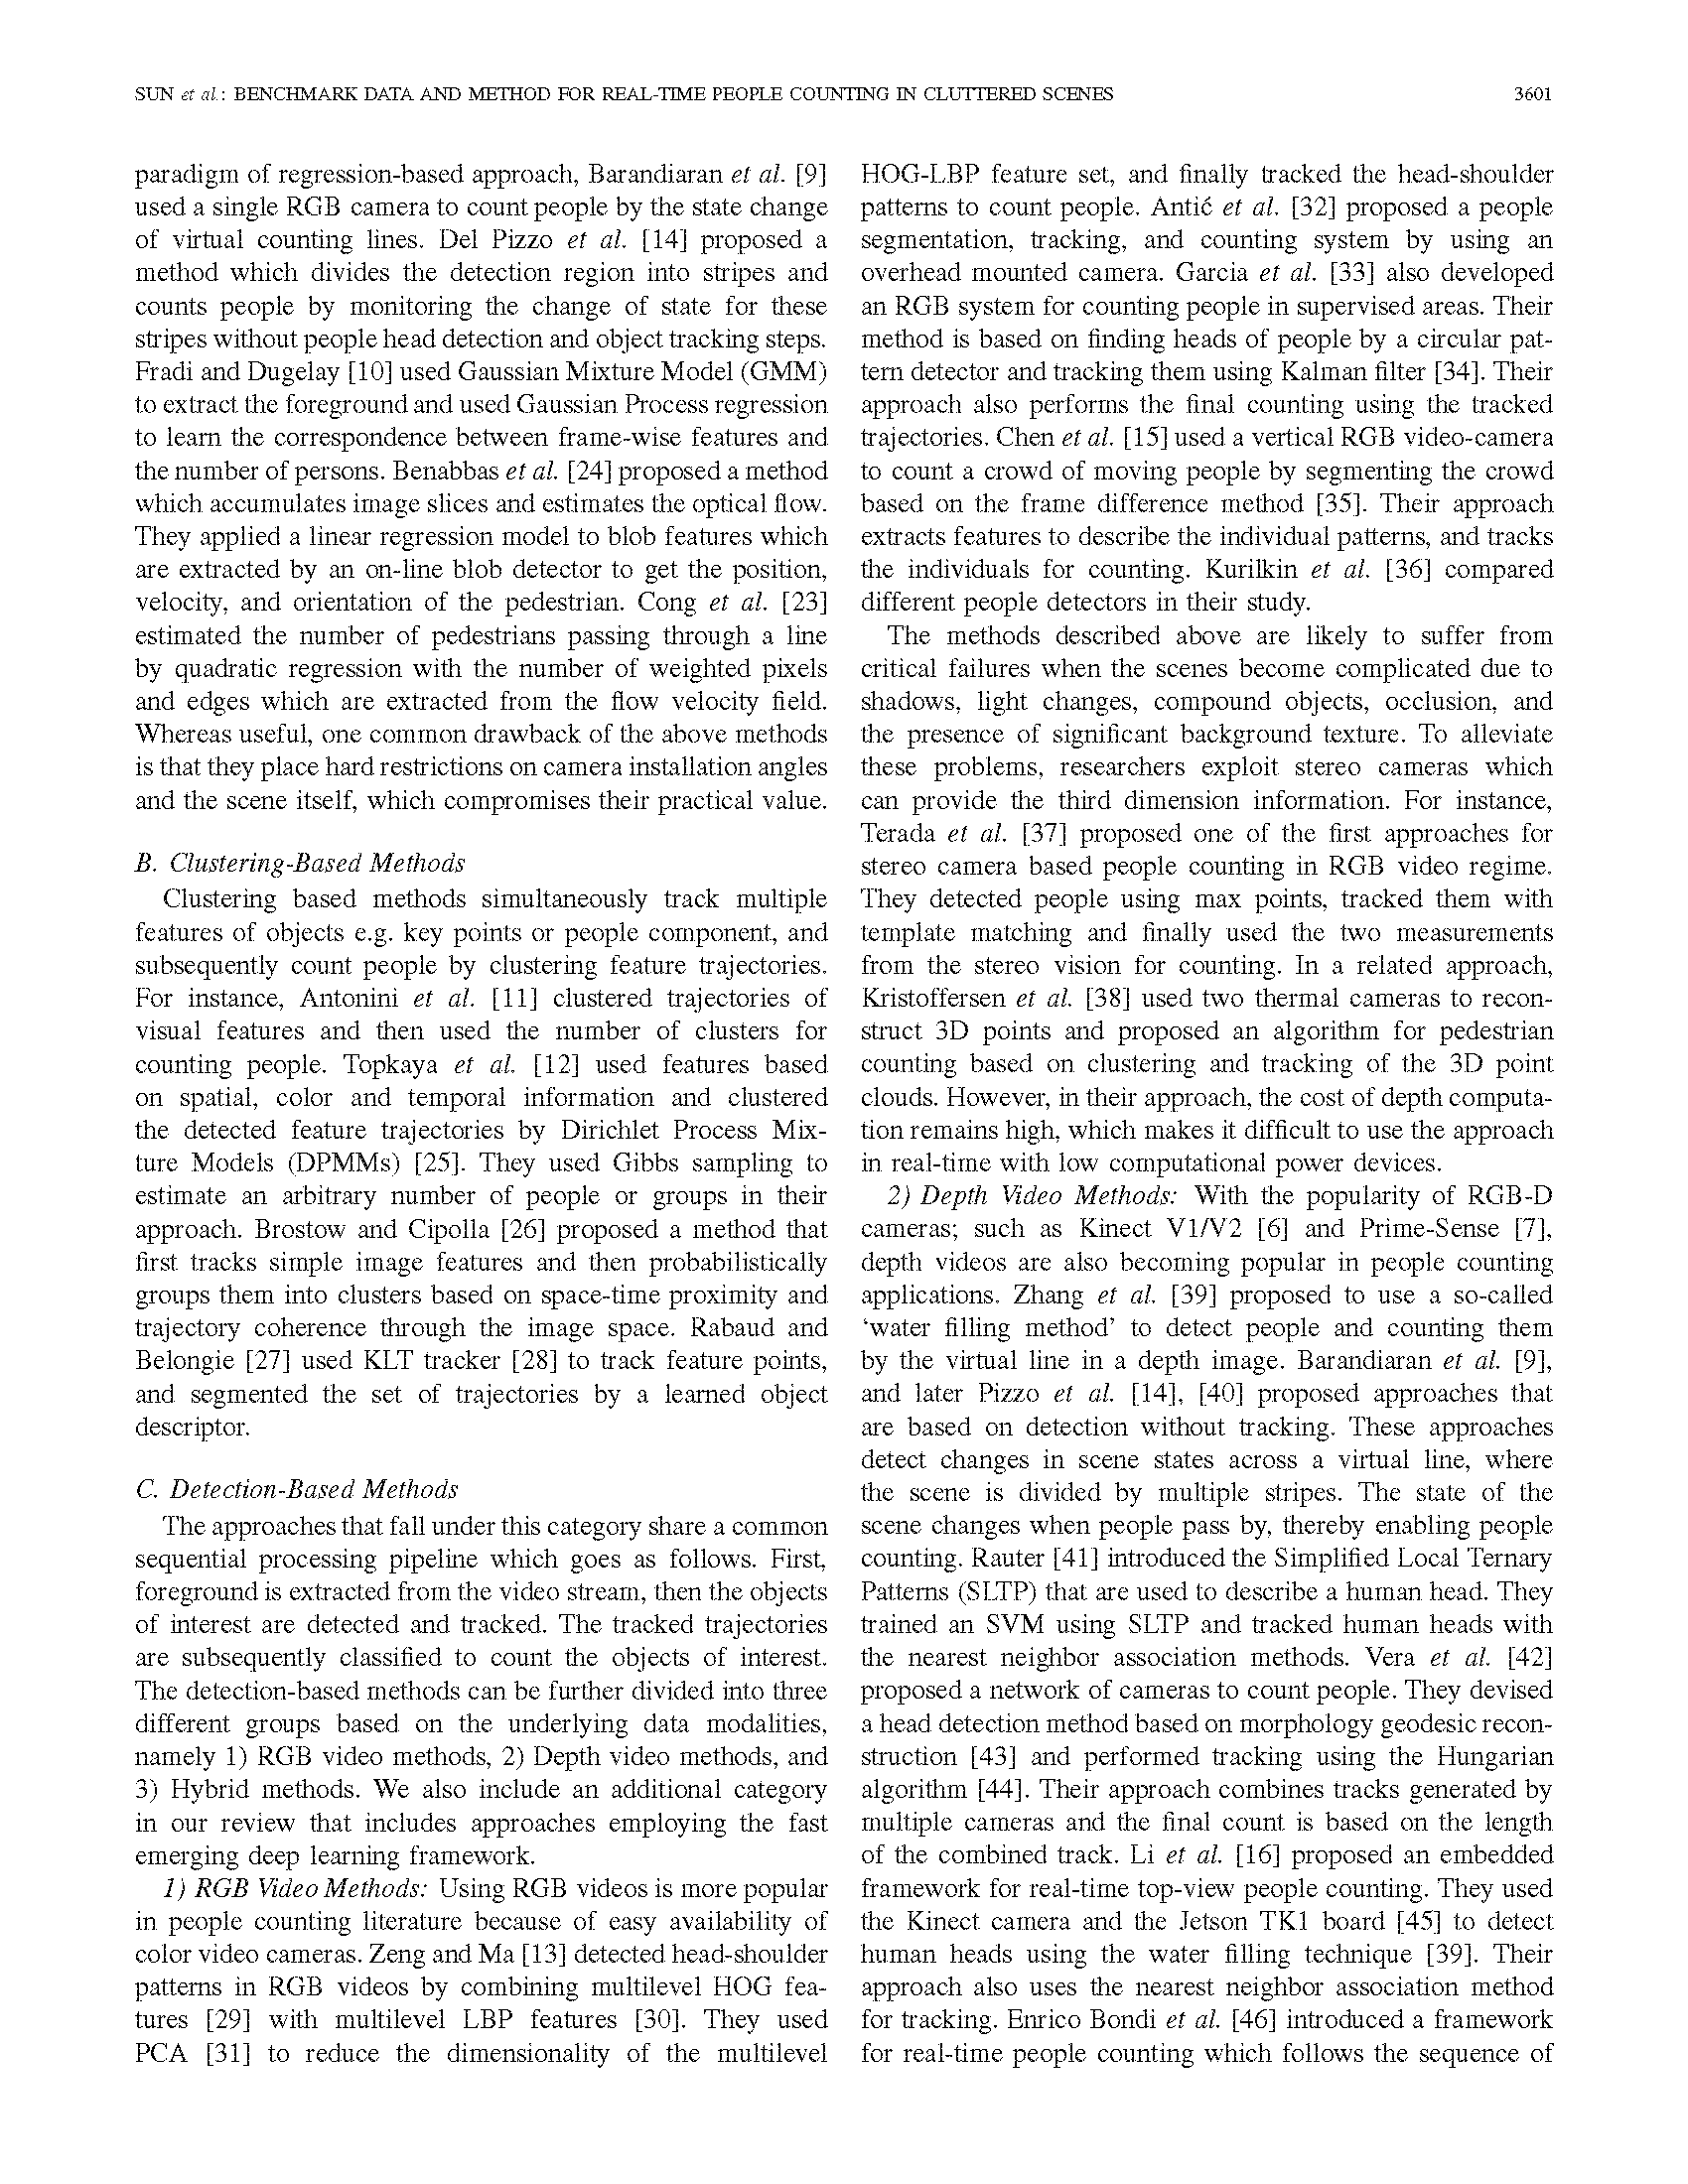 SUN et al.: BENCHMARK DATA AND METHOD FOR REAL-TIME PEOPLE COUNTING IN CLUTTERED SCENES 3601
paradigm of regression-based approach, Barandiaran et al. [9]
used a single RGB camera to count people by the state change
of virtual counting lines. Del Pizzo et al. [14] proposed a
method which divides the detection region into stripes and
counts people by monitoring the change of state for these
stripes without people head detection and object tracking steps.
Fradi and Dugelay [10] used Gaussian Mixture Model (GMM)
to extract the foreground and used Gaussian Process regression
to learn the correspondence between frame-wise features and
the number of persons. Benabbas et al. [24] proposed a method
which accumulates image slices and estimates the optical flow.
They applied a linear regression model to blob features which
are extracted by an on-line blob detector to get the position,
velocity, and orientation of the pedestrian. Cong et al. [23]
estimated the number of pedestrians passing through a line
by quadratic regression with the number of weighted pixels
and edges which are extracted from the flow velocity field.
Whereas useful, one common drawback of the above methods
is that they place hard restrictions on camera installation angles
and the scene itself, which compromises their practical value.
B. Clustering-Based Methods
Clustering based methods simultaneously track multiple
features of objects e.g. key points or people component, and
subsequently count people by clustering feature trajectories.
For instance, Antonini et al. [11] clustered trajectories of
visual features and then used the number of clusters for
counting people. Topkaya et al. [12] used features based
on spatial, color and temporal information and clustered
the detected feature trajectories by Dirichlet Process Mix-
ture Models (DPMMs) [25]. They used Gibbs sampling to
estimate an arbitrary number of people or groups in their
approach. Brostow and Cipolla [26] proposed a method that
first tracks simple image features and then probabilistically
groups them into clusters based on space-time proximity and
trajectory coherence through the image space. Rabaud and
Belongie [27] used KLT tracker [28] to track feature points,
and segmented the set of trajectories by a learned object
descriptor.
C. Detection-Based Methods
The approaches that fall under this category share a common
sequential processing pipeline which goes as follows. First,
foreground is extracted from the video stream, then the objects
of interest are detected and tracked. The tracked trajectories
are subsequently classified to count the objects of interest.
The detection-based methods can be further divided into three
different groups based on the underlying data modalities,
namely 1) RGB video methods, 2) Depth video methods, and
3) Hybrid methods. We also include an additional category
in our review that includes approaches employing the fast
emerging deep learning framework.
1) RGB Video Methods: Using RGB videos is more popular
in people counting literature because of easy availability of
color video cameras. Zeng and Ma [13] detected head-shoulder
patterns in RGB videos by combining multilevel HOG fea-
tures [29] with multilevel LBP features [30]. They used
PCA [31] to reduce the dimensionality of the multilevel
HOG-LBP feature set, and finally tracked the head-shoulder
patterns to count people. Antić et al. [32] proposed a people
segmentation, tracking, and counting system by using an
overhead mounted camera. Garcia et al. [33] also developed
an RGB system for counting people in supervised areas. Their
method is based on finding heads of people by a circular pat-
tern detector and tracking them using Kalman filter [34]. Their
approach also performs the final counting using the tracked
trajectories. Chen et al. [15] used a vertical RGB video-camera
to count a crowd of moving people by segmenting the crowd
based on the frame difference method [35]. Their approach
extracts features to describe the individual patterns, and tracks
the individuals for counting. Kurilkin et al. [36] compared
different people detectors in their study.
The methods described above are likely to suffer from
critical failures when the scenes become complicated due to
shadows, light changes, compound objects, occlusion, and
the presence of significant background texture. To alleviate
these problems, researchers exploit stereo cameras which
can provide the third dimension information. For instance,
Terada et al. [37] proposed one of the first approaches for
stereo camera based people counting in RGB video regime.
They detected people using max points, tracked them with
template matching and finally used the two measurements
from the stereo vision for counting. In a related approach,
Kristoffersen et al. [38] used two thermal cameras to recon-
struct 3D points and proposed an algorithm for pedestrian
counting based on clustering and tracking of the 3D point
clouds. However, in their approach, the cost of depth computa-
tion remains high, which makes it difficult to use the approach
in real-time with low computational power devices.
2) Depth Video Methods: With the popularity of RGB-D
cameras; such as Kinect V1/V2 [6] and Prime-Sense [7],
depth videos are also becoming popular in people counting
applications. Zhang et al. [39] proposed to use a so-called
‘water filling method’ to detect people and counting them
by the virtual line in a depth image. Barandiaran et al. [9],
and later Pizzo et al. [14], [40] proposed approaches that
are based on detection without tracking. These approaches
detect changes in scene states across a virtual line, where
the scene is divided by multiple stripes. The state of the
scene changes when people pass by, thereby enabling people
counting. Rauter [41] introduced the Simplified Local Ternary
Patterns (SLTP) that are used to describe a human head. They
trained an SVM using SLTP and tracked human heads with
the nearest neighbor association methods. Vera et al. [42]
proposed a network of cameras to count people. They devised
a head detection method based on morphology geodesic recon-
struction [43] and performed tracking using the Hungarian
algorithm [44]. Their approach combines tracks generated by
multiple cameras and the final count is based on the length
of the combined track. Li et al. [16] proposed an embedded
framework for real-time top-view people counting. They used
the Kinect camera and the Jetson TK1 board [45] to detect
human heads using the water filling technique [39]. Their
approach also uses the nearest neighbor association method
for tracking. Enrico Bondi et al. [46] introduced a framework
for real-time people counting which follows the sequence of